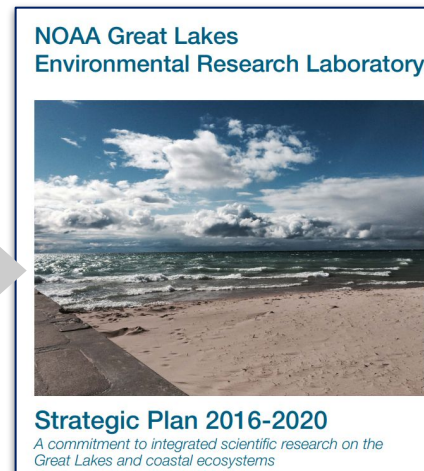 NOAA Great Lakes
Environmental Research Laboratory
Strategic Plan 2016-2020
A commitment to integrated scientific research on the
Great Lakes and coastal ecosystems